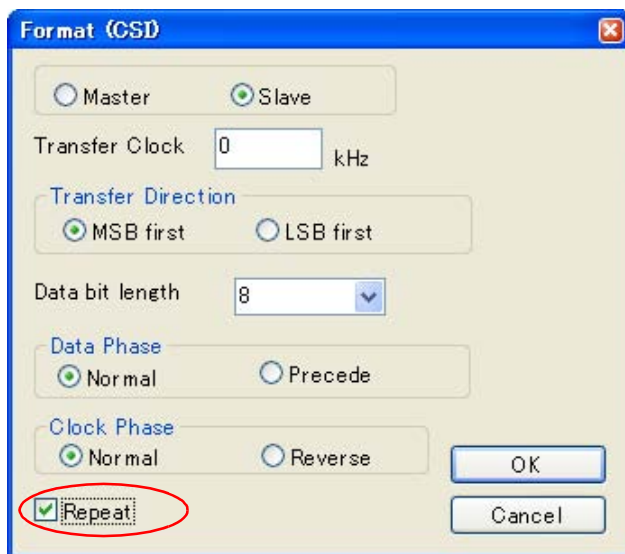 Format (CSI)
Master Slave
Transfer Clock 0 kHz
Transfer Direction
MSB first LSB first
Data bit length 8
Data Phase
Normal Precede
Clock Phase
Normal Reverse
OK
Repeat
Cancel